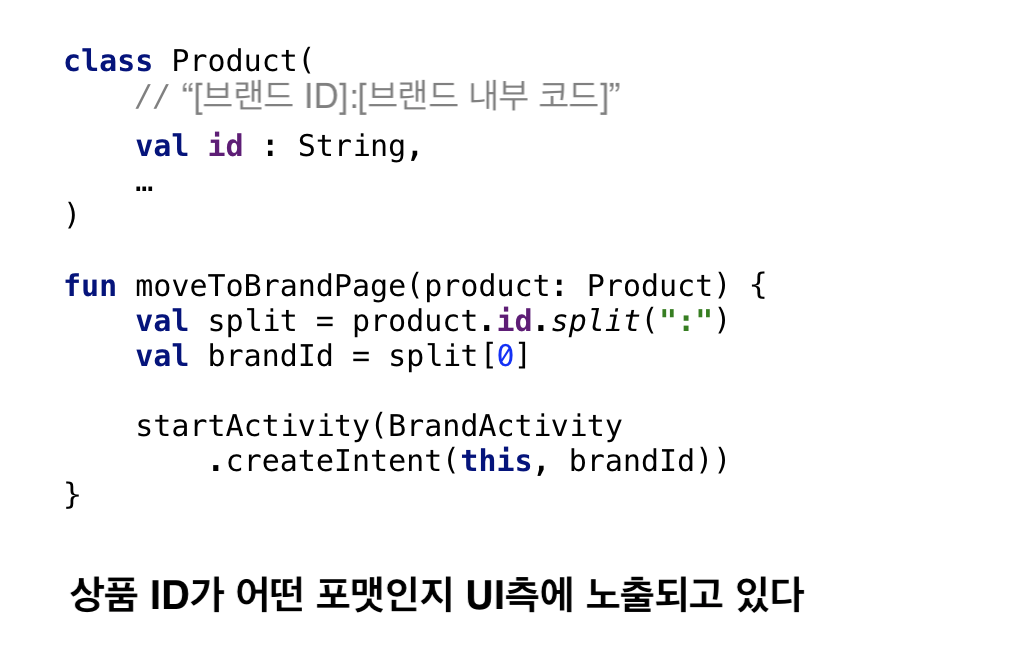 class Product(
// “[브랜드 ID]:[브랜드 내부 코드]”
val id : String,
…
)
fun moveToBrandPage(product: Product) {
val split = product.id.split(":")
val brandId = split[0]
startActivity(BrandActivity
.createIntent(this, brandId))
}
상품 ID가 어떤 포맷인지 UI측에 노출되고 있다